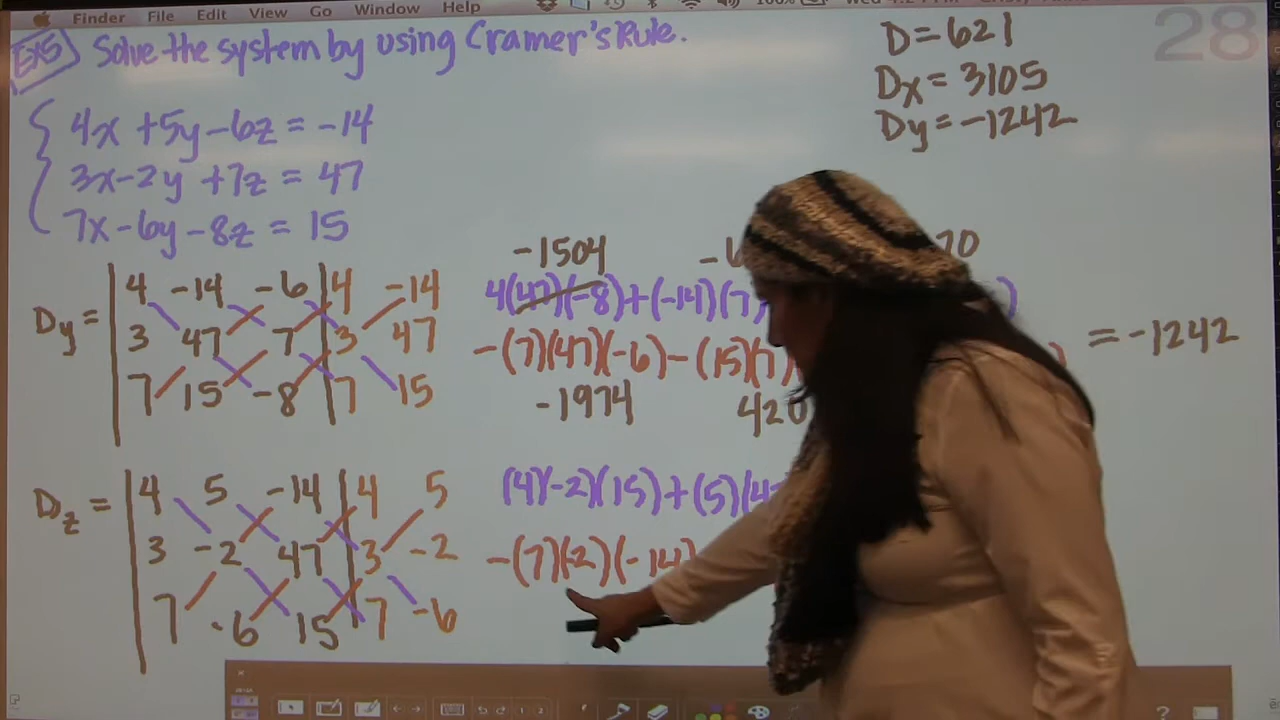 Finder File Edit View Go Window Help
28
EX5 Solve the system by using Cramer's Rule.
D = 621
Dx = 3105
Dy = -1242
4x + 5y - 6z = -14
3x - 2y + 7z = 47
7x - 6y - 8z = 15
-1504
4(47)(-8) + (-14)(7)
Dy = 4 -14 -6 4 -14
3 47 7 3 47
7 15 -8 7 15
-(7)(47)(-6) - (15)(7)
= -1242
-1974 420
Dz = 4 5 -14 4 5
3 -2 47 3 -2
7 -6 15 7 -6
(4)(-2)(15) + (5)(4
-(7)(-2)(-14)